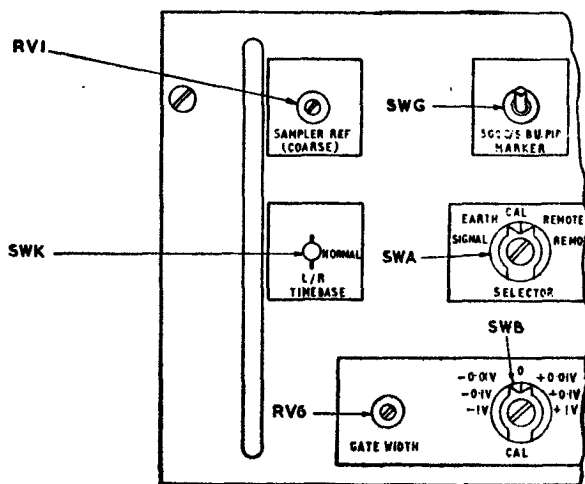 RV1
SWG
SAMPLER REF
(COARSE)
MARKER
SWK
NORMAL
L/R
TIMEBASE
SWA
EARTH CAL REMOTE
SIGNAL
SELECTOR
SWB
-0.01V 0 +0.01V
-0.1V +0.1V
-1V +1V
CAL
RV6
GATE WIDTH